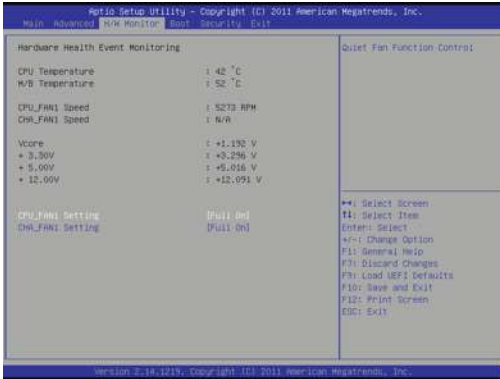 Aptio Setup Utility - Copyright (C) 2011 American Megatrends, Inc.
Main Advanced H/W Monitor Boot Security Exit
Hardware Health Event Monitoring
Quiet Fan Function Control
CPU Temperature : 42 °C
M/B Temperature : 52 °C
CPU_FAN1 Speed : 5273 RPM
CHA_FAN1 Speed : N/A
Vcore : +1.192 V
+ 3.30V : +3.296 V
+ 5.00V : +5.016 V
+ 12.00V : +12.091 V
CPU_FAN1 Setting [Full On]
CHA_FAN1 Setting [Full On]
→←: Select Screen
↑↓: Select Item
Enter: Select
+/-: Change Option
F1: General Help
F7: Discard Changes
F9: Load UEFI Defaults
F10: Save and Exit
F12: Print Screen
ESC: Exit
Version 2.14.1219. Copyright (C) 2011 American Megatrends, Inc.